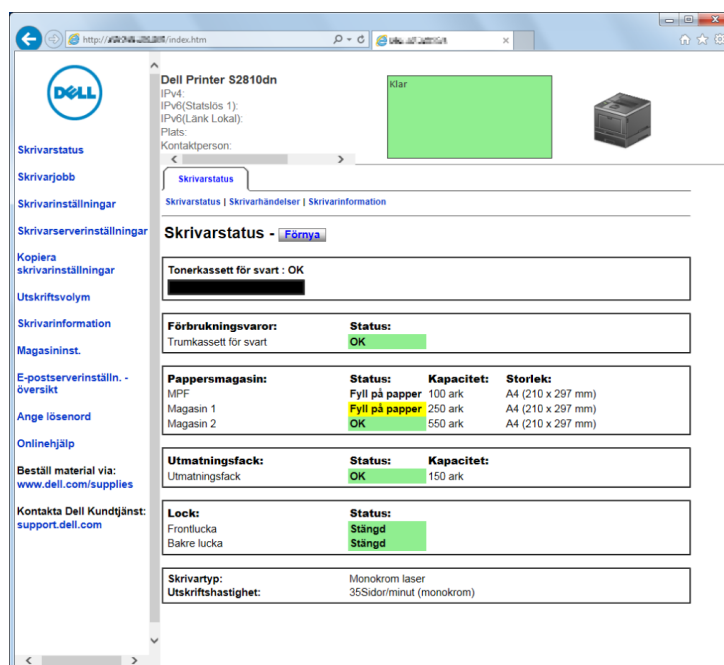 http:// /index.htm
DELL
Skrivarstatus
Skrivarjobb
Skrivarinställningar
Skrivarserverinställningar
Kopiera
skrivarinställningar
Utskriftsvolym
Skrivarinformation
Magasininst.
E-postserverinställn. -
översikt
Ange lösenord
Onlinehjälp
Beställ material via:
www.dell.com/supplies
Kontakta Dell Kundtjänst:
support.dell.com
Dell Printer S2810dn
IPv4:
IPv6(Statslös 1):
IPv6(Länk Lokal):
Plats:
Kontaktperson:
Klar
Skrivarstatus
Skrivarstatus | Skrivarhändelser | Skrivarinformation
Skrivarstatus - Förnya
Tonerkassett för svart : OK
Förbrukningsvaror: Status:
Trumkassett för svart OK
Pappersmagasin: Status: Kapacitet: Storlek:
MPF Fyll på papper 100 ark A4 (210 x 297 mm)
Magasin 1 Fyll på papper 250 ark A4 (210 x 297 mm)
Magasin 2 OK 550 ark A4 (210 x 297 mm)
Utmatningsfack: Status: Kapacitet:
Utmatningsfack OK 150 ark
Lock: Status:
Frontlucka Stängd
Bakre lucka Stängd
Skrivartyp: Monokrom laser
Utskriftshastighet: 35Sidor/minut (monokrom)